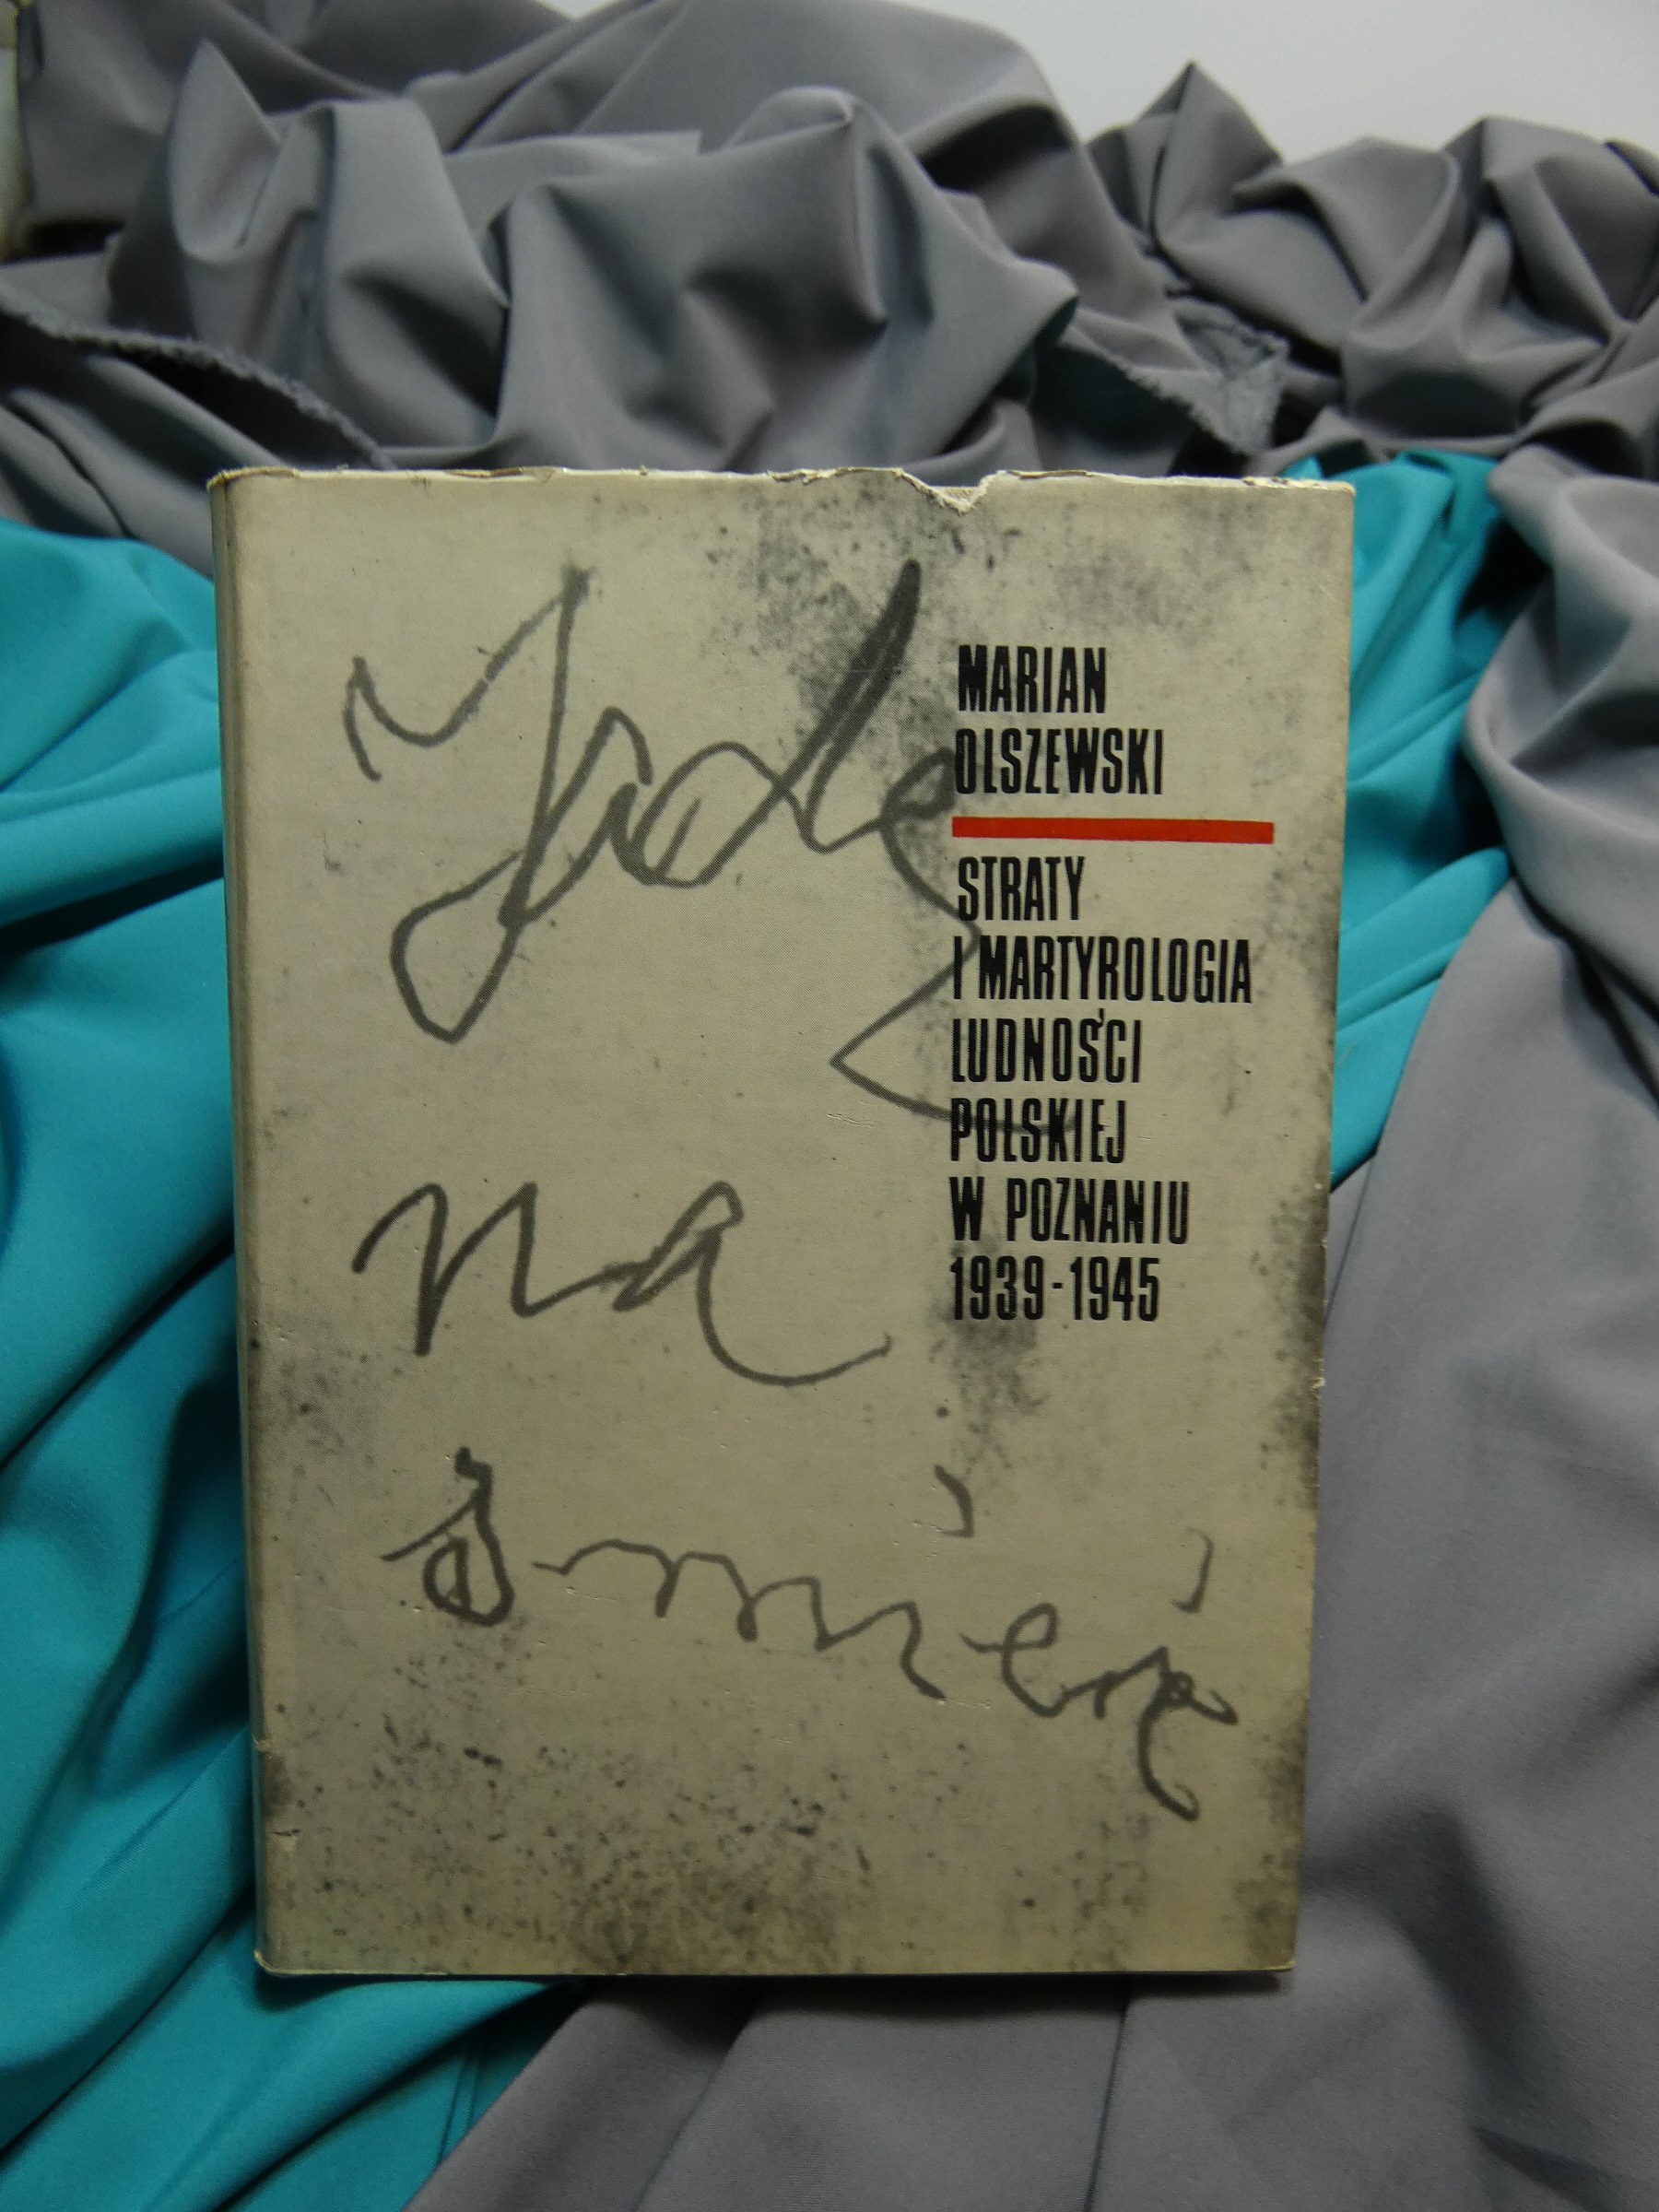 Jadę
na
śmierć
MARIAN
OLSZEWSKI
STRATY
I MARTYROLOGIA
LUDNOŚCI
POLSKIEJ
W POZNANIU
1939-1945